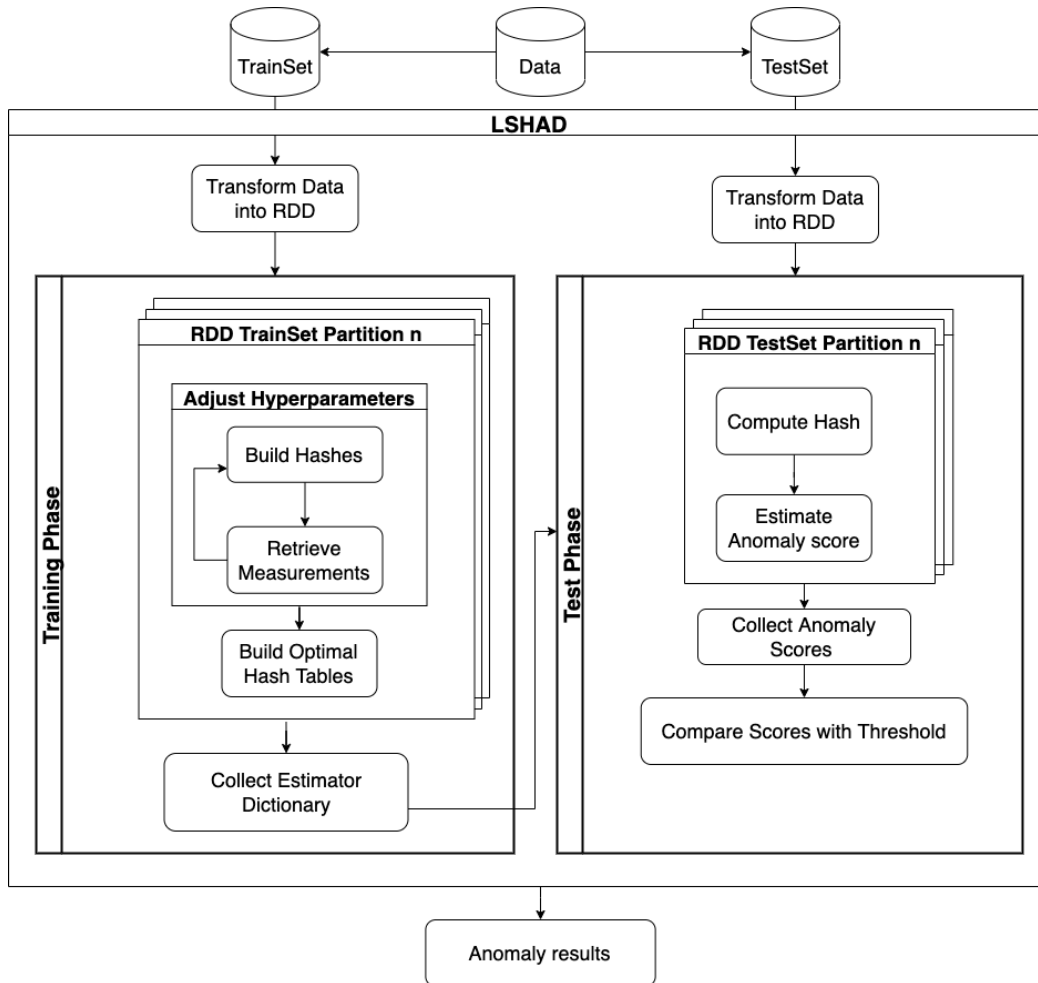 TrainSet
Data
TestSet
LSHAD
Transform Data
into RDD
Transform Data
into RDD
Training Phase
RDD TrainSet Partition n
Adjust Hyperparameters
Build Hashes
Retrieve
Measurements
Build Optimal
Hash Tables
Collect Estimator
Dictionary
Test Phase
RDD TestSet Partition n
Compute Hash
Estimate
Anomaly score
Collect Anomaly
Scores
Compare Scores with Threshold
Anomaly results